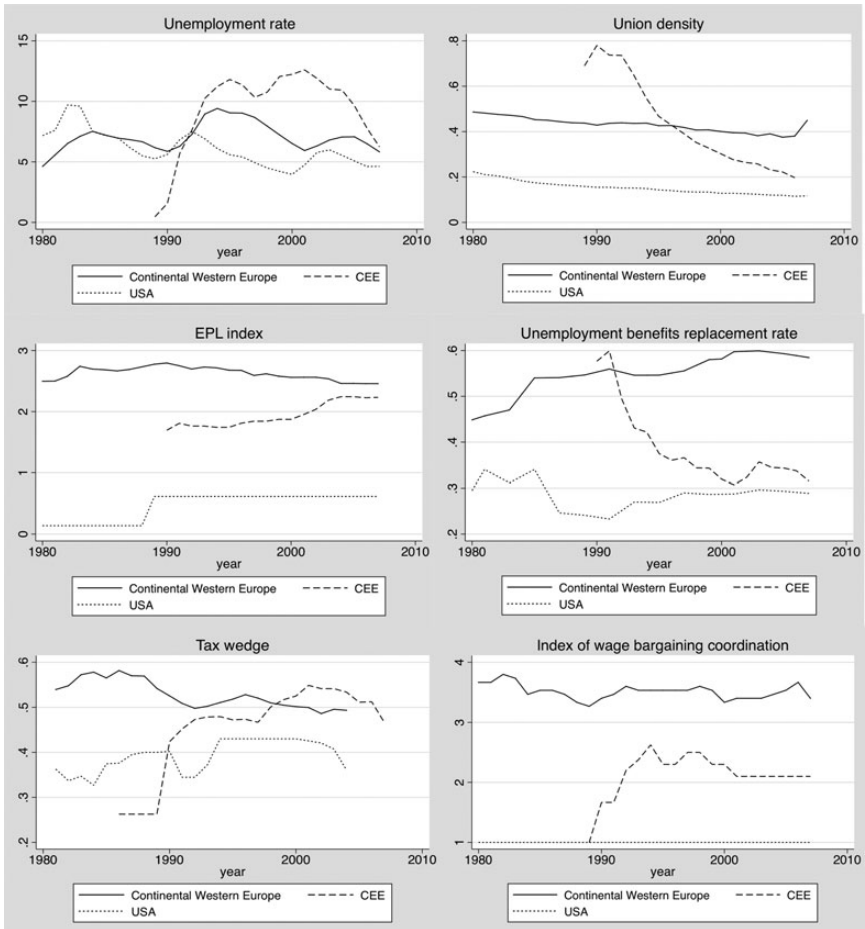 Unemployment rate
15
10
5
0
1980
1990
2000
2010
year
Continental Western Europe
CEE
USA
Union density
.8
.6
.4
.2
0
1980
1990
2000
2010
year
Continental Western Europe
CEE
USA
EPL index
3
2
1
0
1980
1990
2000
2010
year
Continental Western Europe
CEE
USA
Unemployment benefits replacement rate
.6
.5
.4
.3
.2
1980
1990
2000
2010
year
Continental Western Europe
CEE
USA
Tax wedge
.6
.5
.4
.3
.2
1980
1990
2000
2010
year
Continental Western Europe
CEE
USA
Index of wage bargaining coordination
4
3
2
1
1980
1990
2000
2010
year
Continental Western Europe
CEE
USA